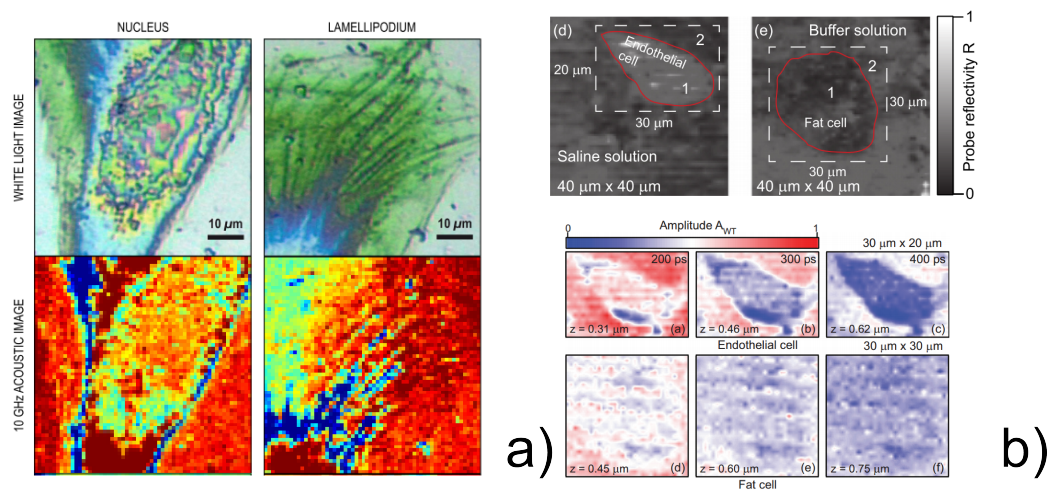 NUCLEUS
LAMELLIPODIUM
WHITE LIGHT IMAGE
10 µm
10 µm
10 GHz ACOUSTIC IMAGE
a)
(d)
2
Endothelial
cell
20 µm
1
30 µm
Saline solution
40 µm x 40 µm
(e)
Buffer solution
2
1
30 µm
Fat cell
30 µm
40 µm x 40 µm
1
Probe reflectivity R
0
0
Amplitude A_WT
1
30 µm x 20 µm
200 ps
300 ps
400 ps
z = 0.31 µm
(a)
z = 0.46 µm
(b)
z = 0.62 µm
(c)
Endothelial cell
30 µm x 30 µm
z = 0.45 µm
(d)
z = 0.60 µm
(e)
z = 0.75 µm
(f)
Fat cell
b)